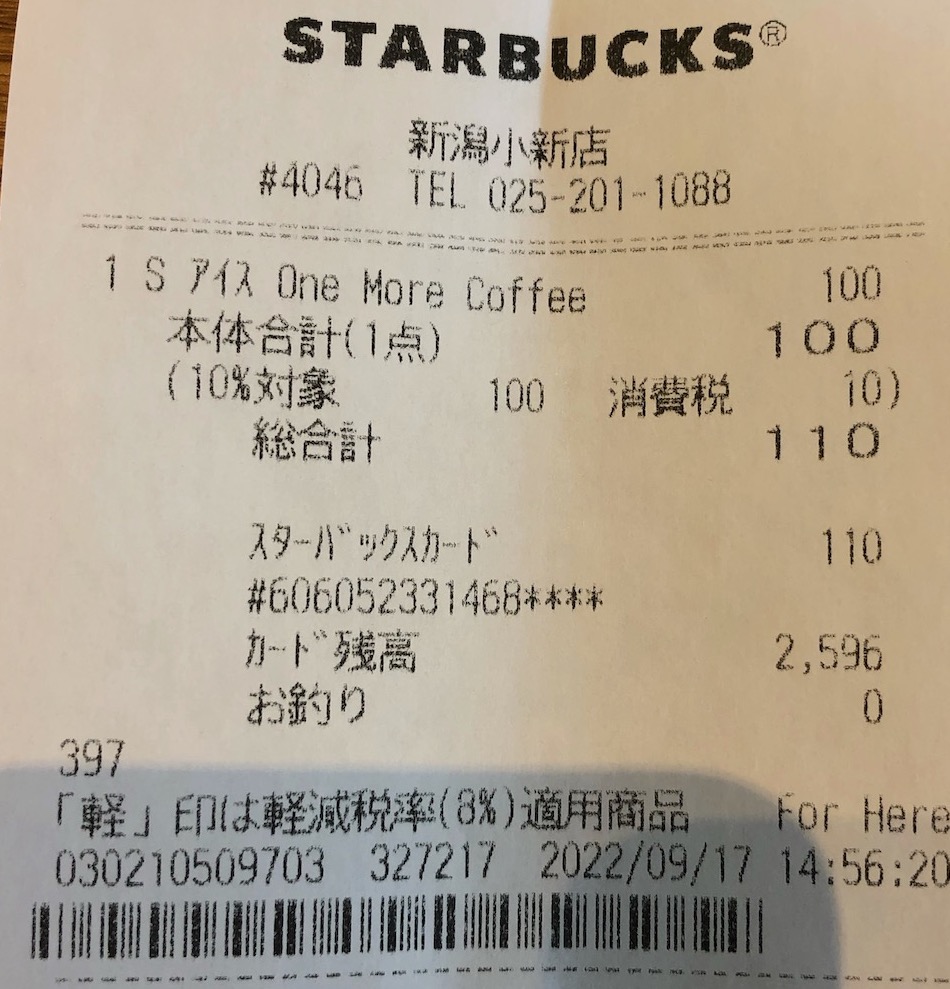 STARBUCKS®
新潟小新店
#4046 TEL 025-201-1088
1 S ｱｲｽ One More Coffee 100
本体合計(1点) 100
(10%対象 100 消費税 10)
総合計 110
ｽﾀｰﾊﾞｯｸｽｶｰﾄﾞ 110
#606052331468****
ｶｰﾄﾞ残高 2,596
お釣り 0
397
「軽」印は軽減税率(8%)適用商品 For Here
030210509703 327217 2022/09/17 14:56:20